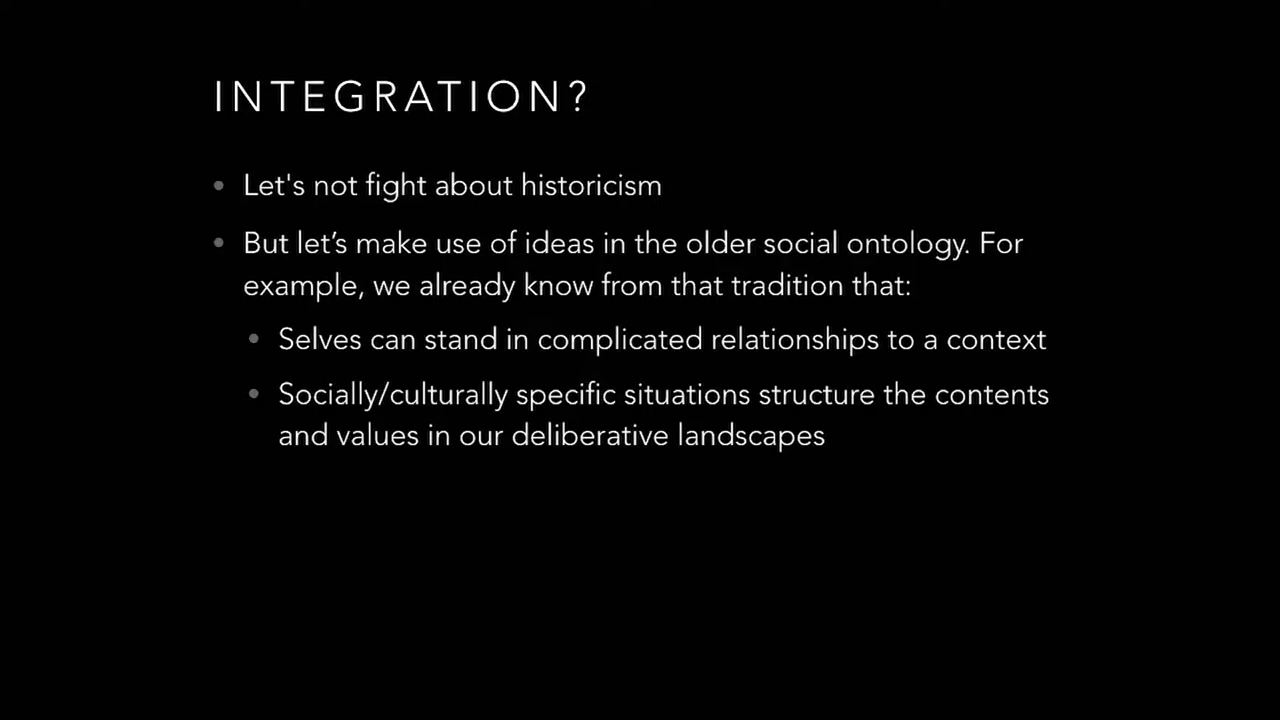 INTEGRATION?
• Let's not fight about historicism
• But let’s make use of ideas in the older social ontology. For
example, we already know from that tradition that:
• Selves can stand in complicated relationships to a context
• Socially/culturally specific situations structure the contents
and values in our deliberative landscapes